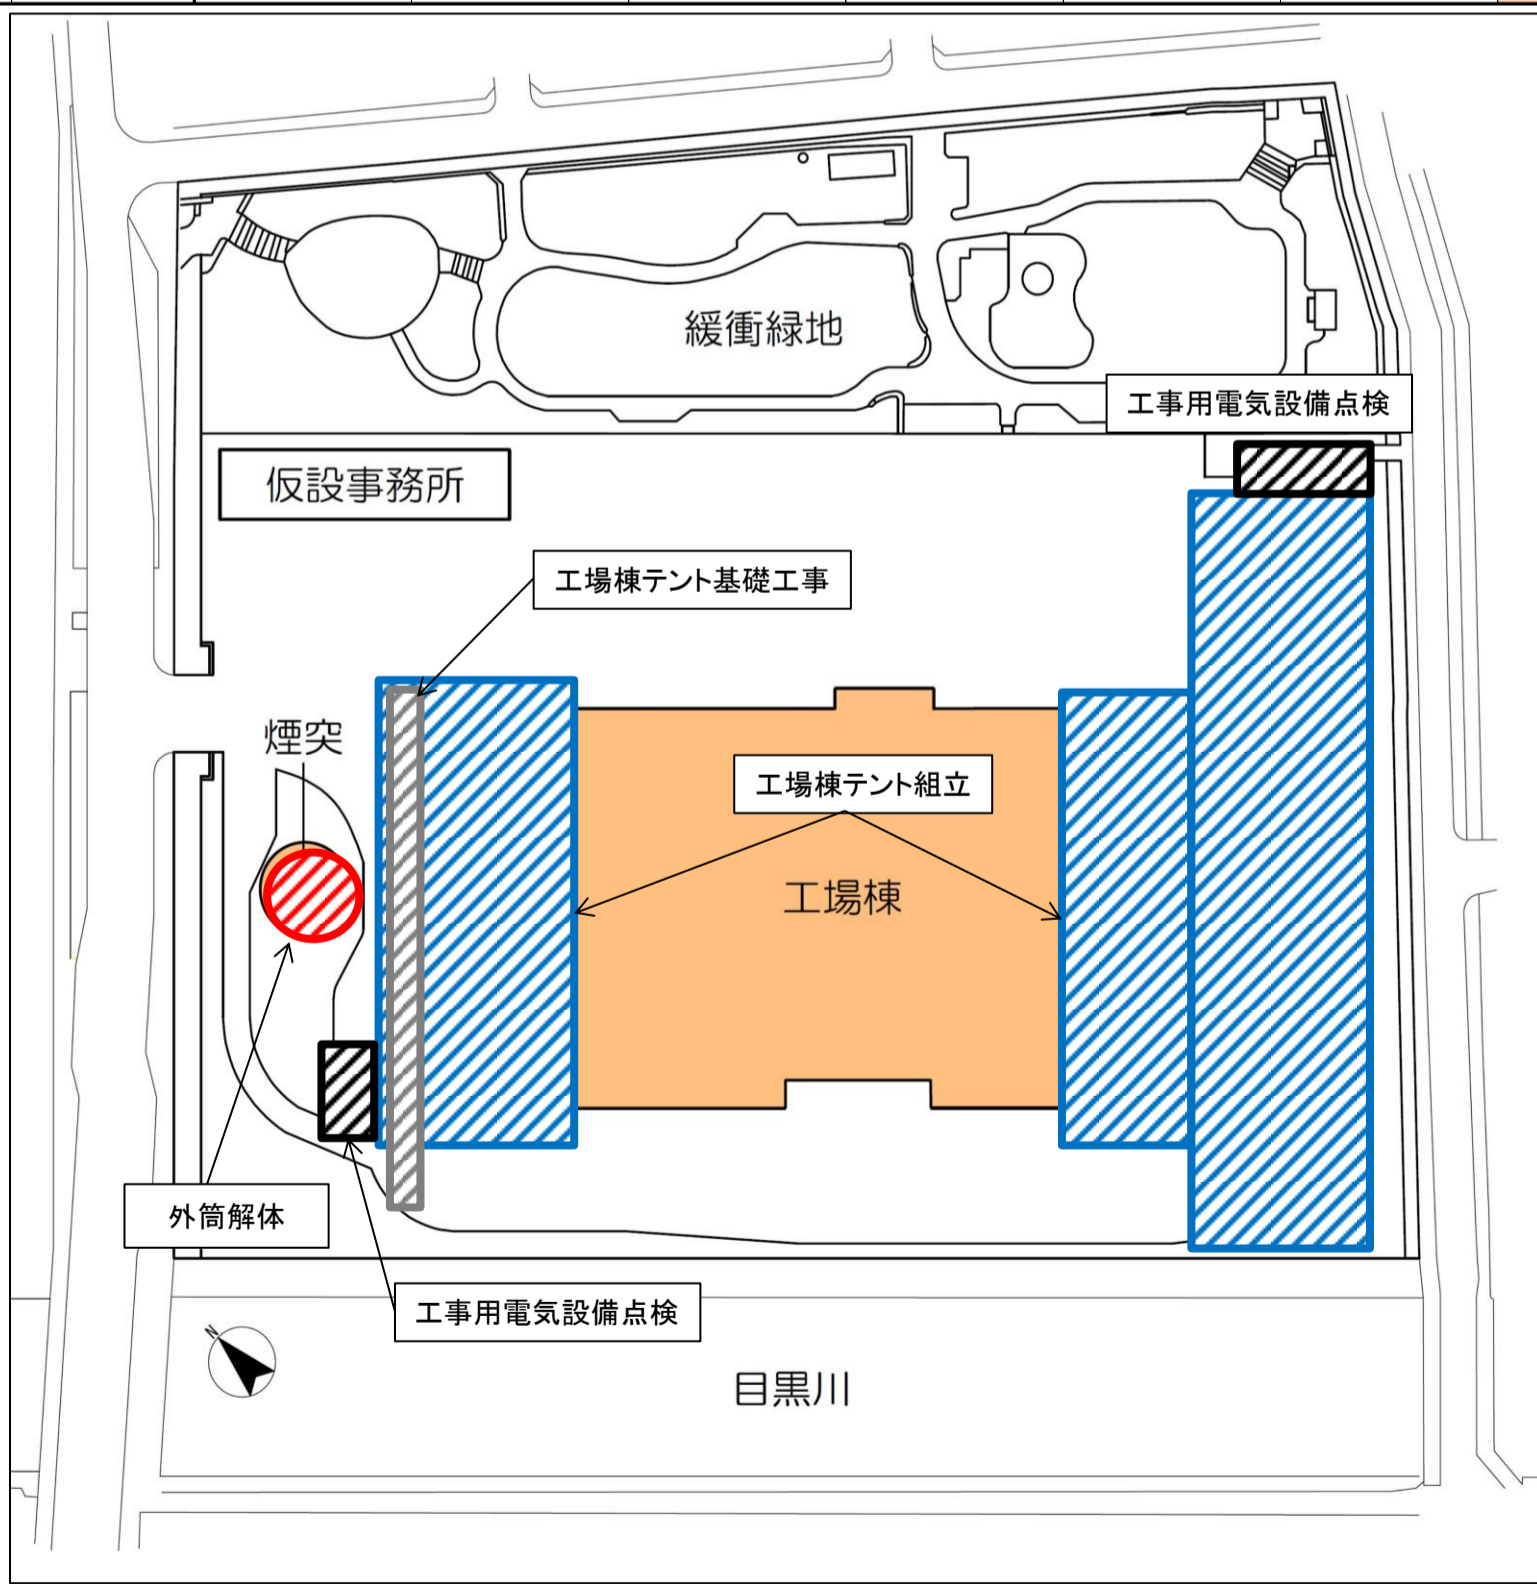 緩衝緑地
工事用電気設備点検
仮設事務所
工場棟テント基礎工事
煙突
工場棟テント組立
工場棟
外筒解体
工事用電気設備点検
N
目黒川